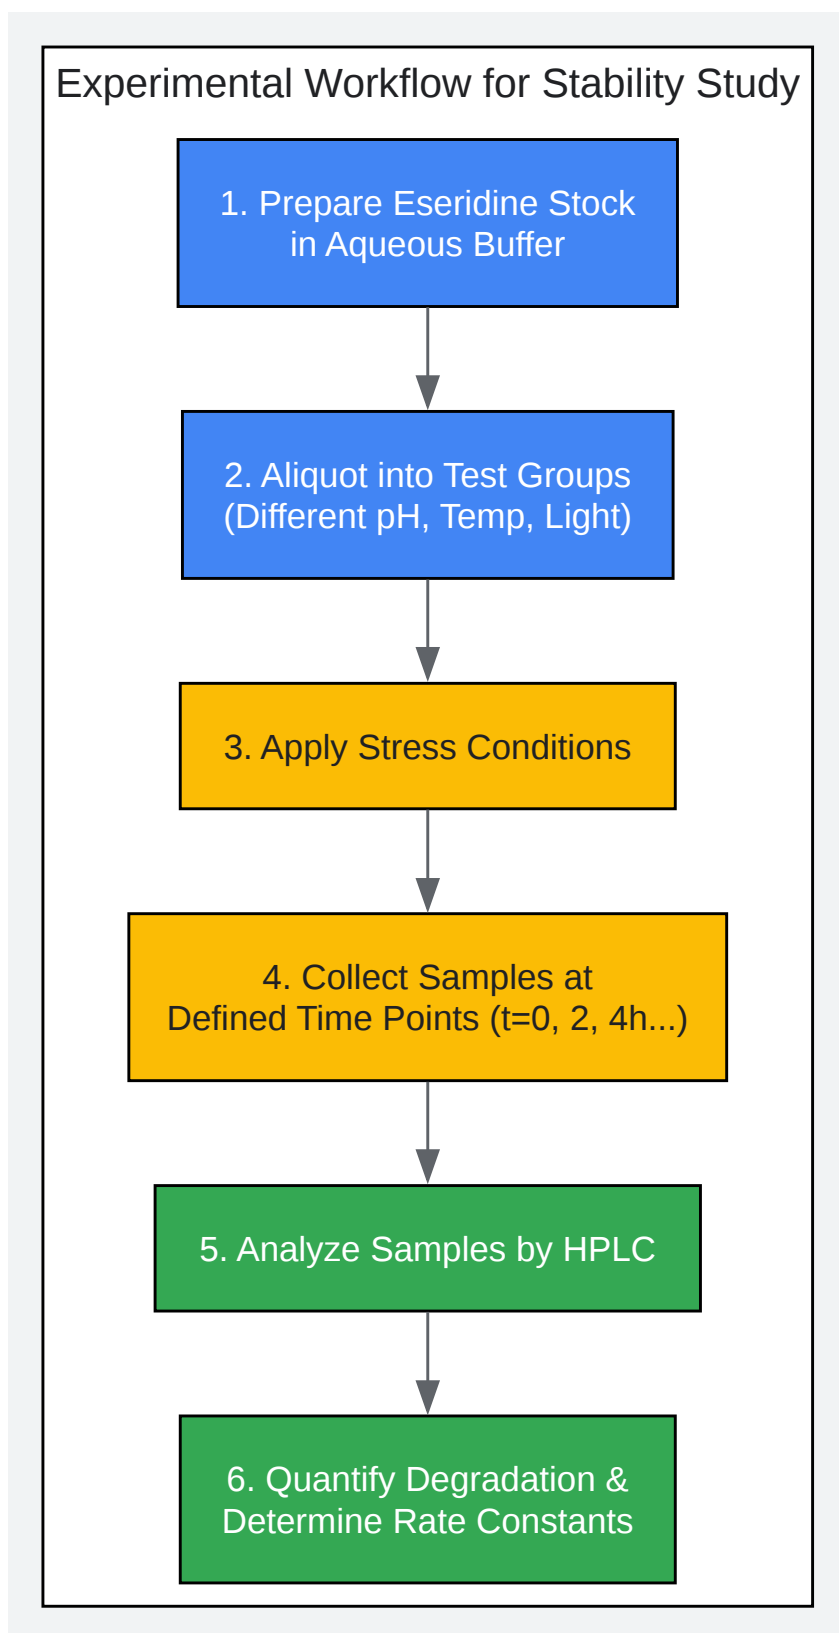 Experimental Workflow for Stability Study
1. Prepare Eseridine Stock
in Aqueous Buffer
2. Aliquot into Test Groups
(Different pH, Temp, Light)
3. Apply Stress Conditions
4. Collect Samples at
Defined Time Points (t=0, 2, 4h...)
5. Analyze Samples by HPLC
6. Quantify Degradation &
Determine Rate Constants